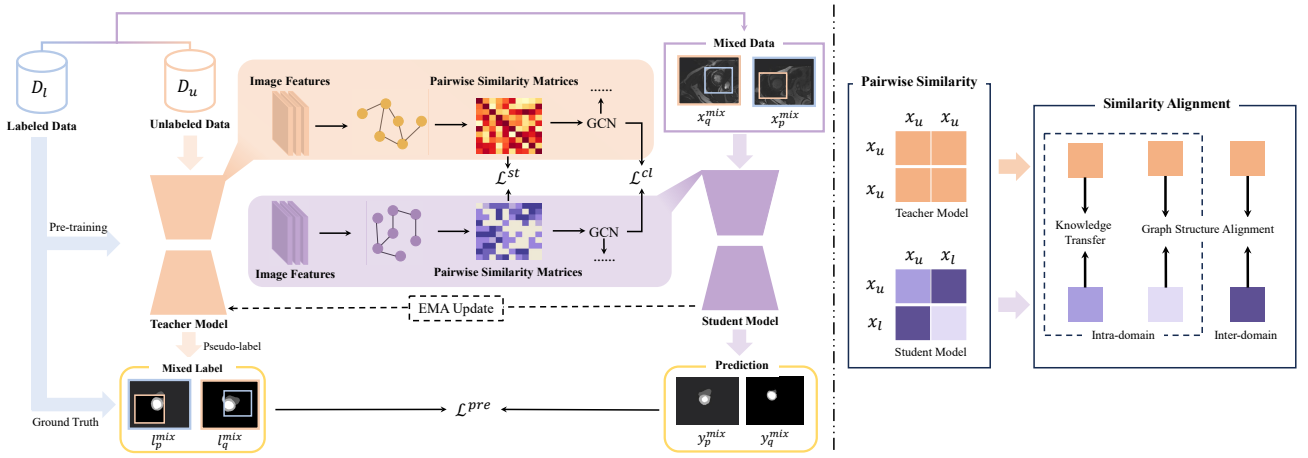 D_l
Labeled Data
D_u
Unlabeled Data
Image Features
Pairwise Similarity Matrices
......
GCN
ℒ^st
ℒ^cl
Image Features
Pairwise Similarity Matrices
GCN
......
Mixed Data
x_q^mix
x_p^mix
Pre-training
EMA Update
Teacher Model
Student Model
Pseudo-label
Mixed Label
l_p^mix
l_q^mix
Ground Truth
ℒ^pre
Prediction
y_p^mix
y_q^mix
Pairwise Similarity
x_u x_u
x_u
x_u
Teacher Model
x_u x_l
x_u
x_l
Student Model
Similarity Alignment
Knowledge
Transfer
Graph Structure Alignment
Intra-domain
Inter-domain